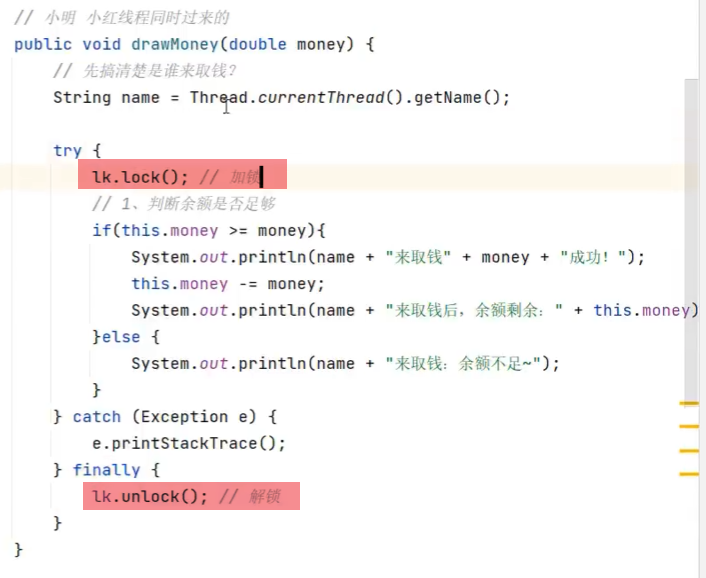 // 小明 小红线程同时过来的
public void drawMoney(double money) {
// 先搞清楚是谁来取钱？
String name = Thread.currentThread().getName();
try {
lk.lock(); // 加锁
// 1、判断余额是否足够
if(this.money >= money){
System.out.println(name + "来取钱" + money + "成功！");
this.money -= money;
System.out.println(name + "来取钱后，余额剩余：" + this.money)
}else {
System.out.println(name + "来取钱：余额不足~");
}
} catch (Exception e) {
e.printStackTrace();
} finally {
lk.unlock(); // 解锁
}
}